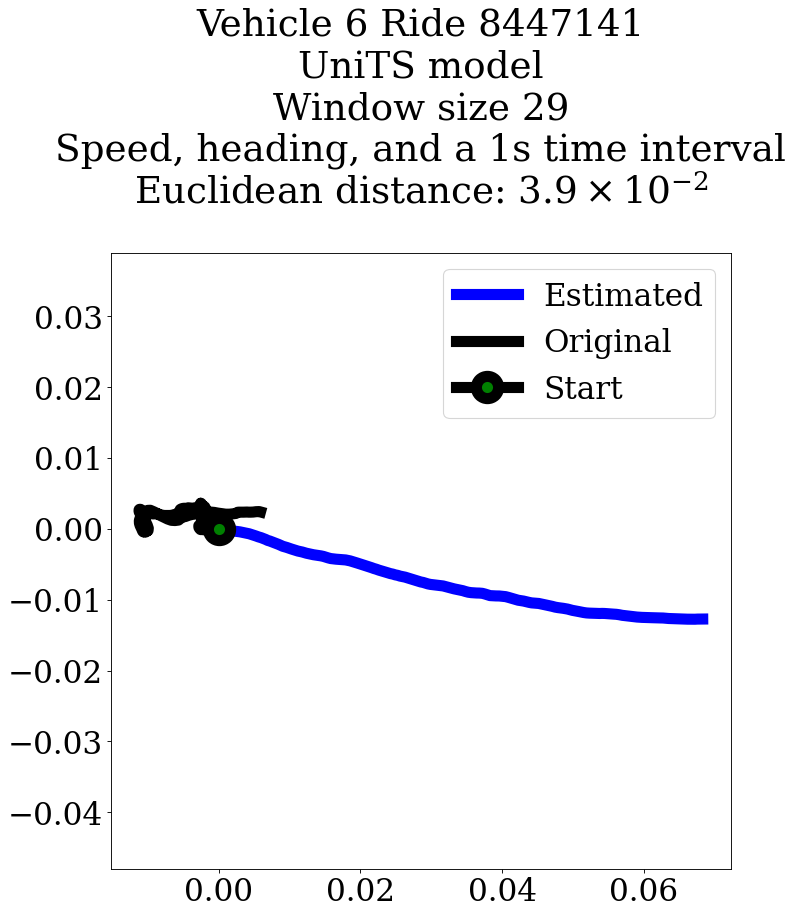 Vehicle 6 Ride 8447141
UniTS model
Window size 29
Speed, heading, and a 1s time interval
Euclidean distance: 3.9 × 10⁻²
Estimated
Original
Start
0.03
0.02
0.01
0.00
−0.01
−0.02
−0.03
−0.04
0.00 0.02 0.04 0.06